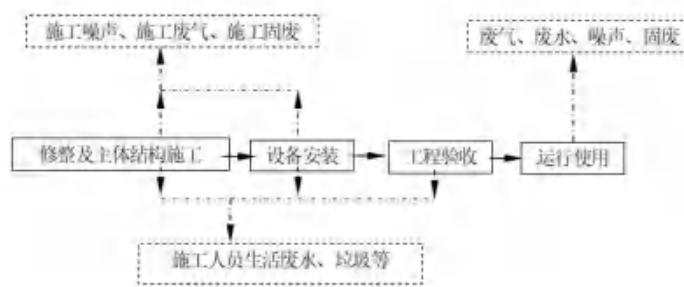 施工噪声、施工废气、施工固废
废气、废水、噪声、固废
修整及主体结构施工
设备安装
工程验收
运行使用
施工人员生活废水、垃圾等